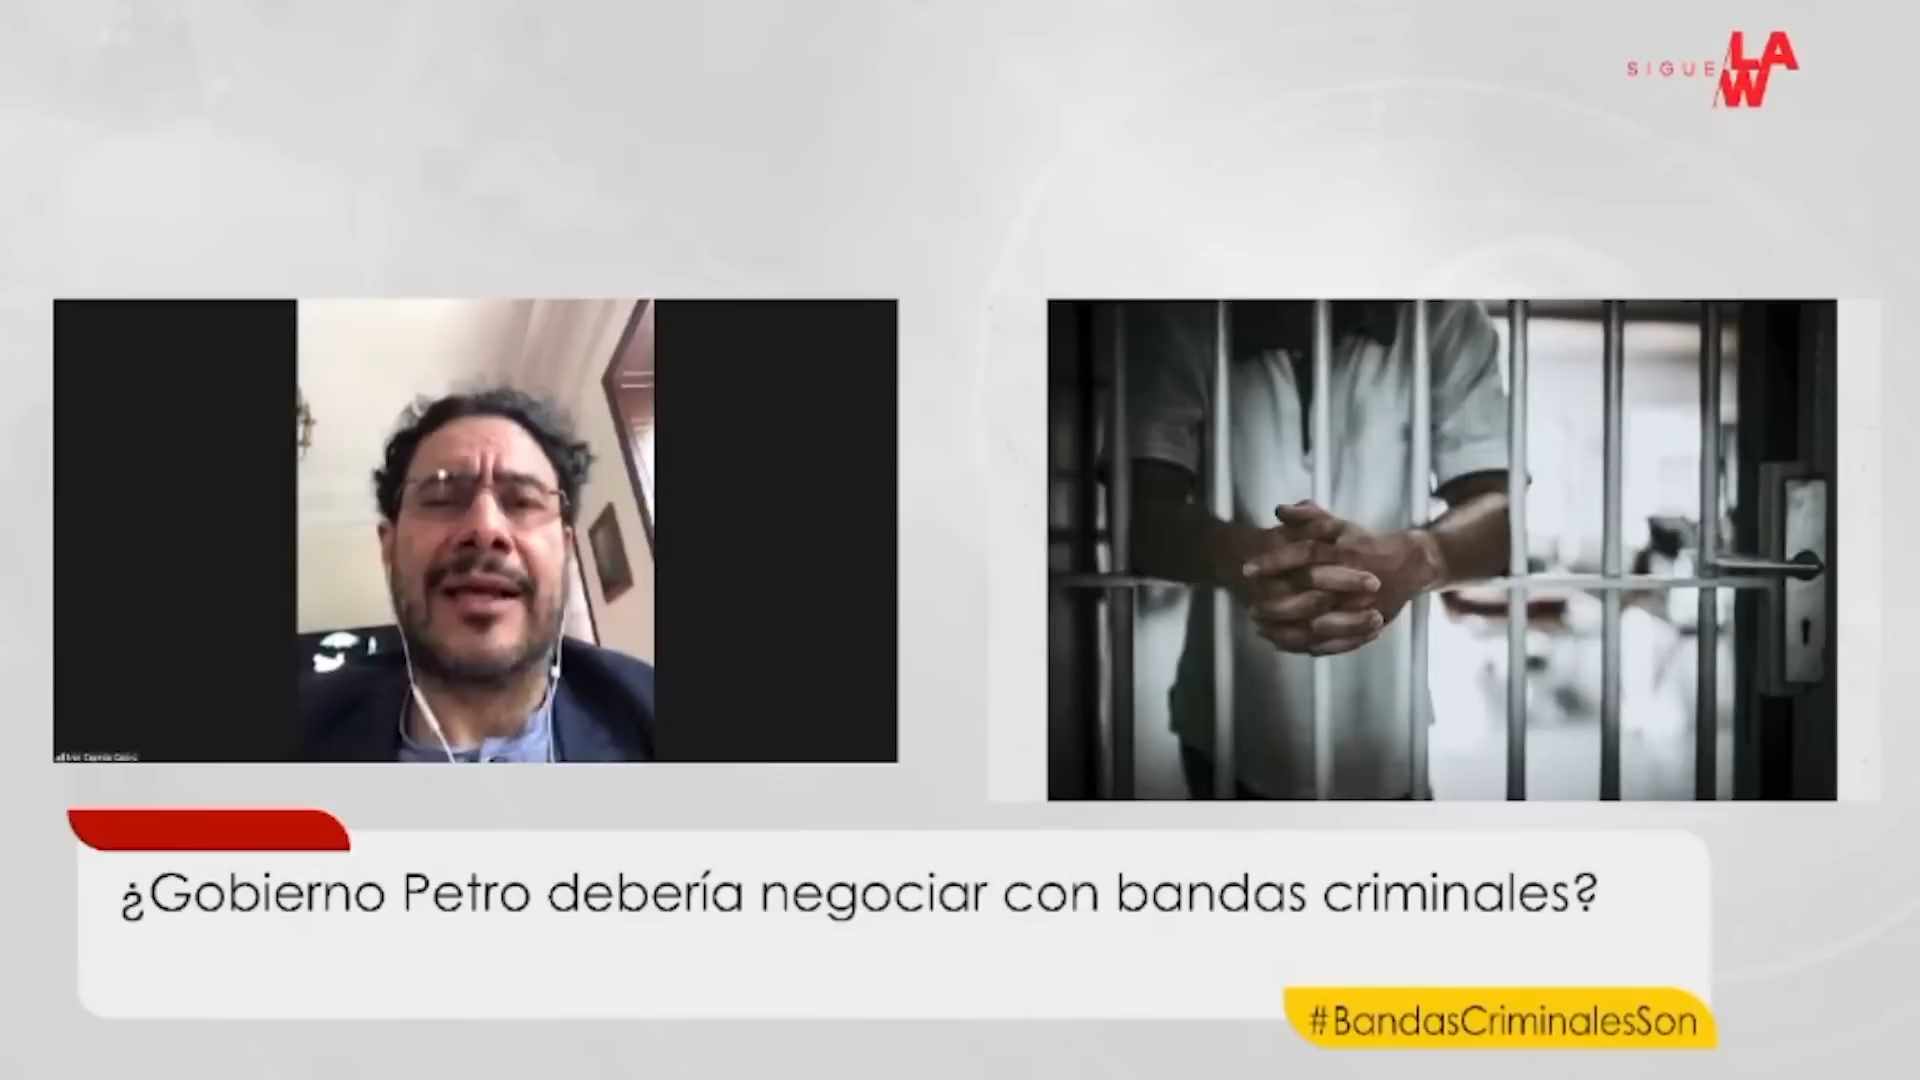 SIGUE LA W
¿Gobierno Petro debería negociar con bandas criminales?
#BandasCriminalesSon